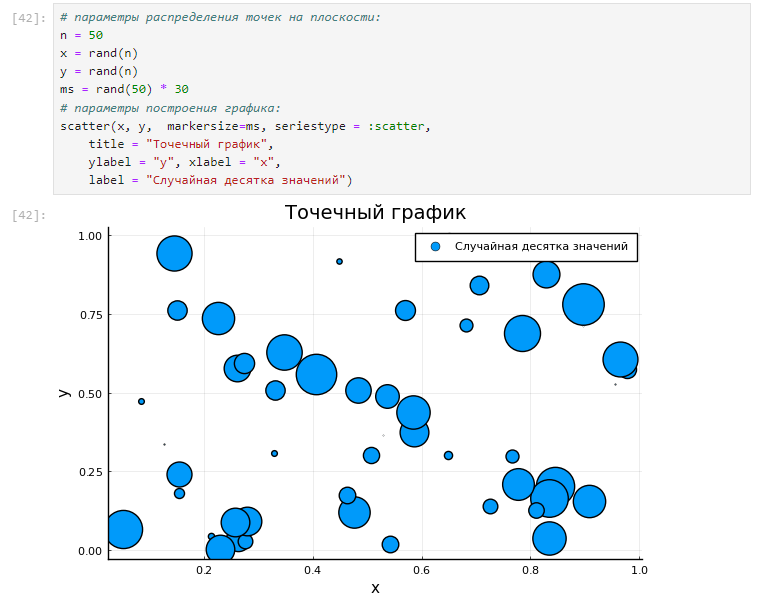 [42]:
# параметры распределения точек на плоскости:
n = 50
x = rand(n)
y = rand(n)
ms = rand(50) * 30
# параметры построения графика:
scatter(x, y,  markersize=ms, seriestype = :scatter,
    title = "Точечный график",
    ylabel = "y", xlabel = "x",
    label = "Случайная десятка значений")
[42]:
Точечный график
Случайная десятка значений
1.00
0.75
0.50
0.25
0.00
y
0.2 0.4 0.6 0.8 1.0
x